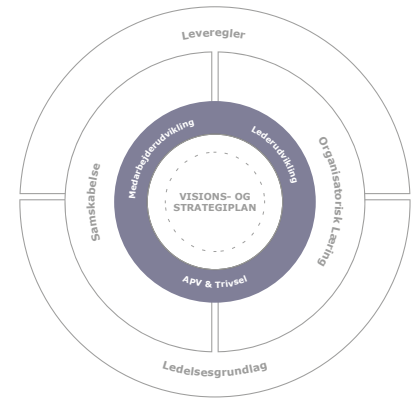 Leveregler
Medarbejderudvikling
Lederudvikling
Samskabelse
VISIONS- OG
STRATEGIPLAN
Organisatorisk Læring
APV & Trivsel
Ledelsesgrundlag